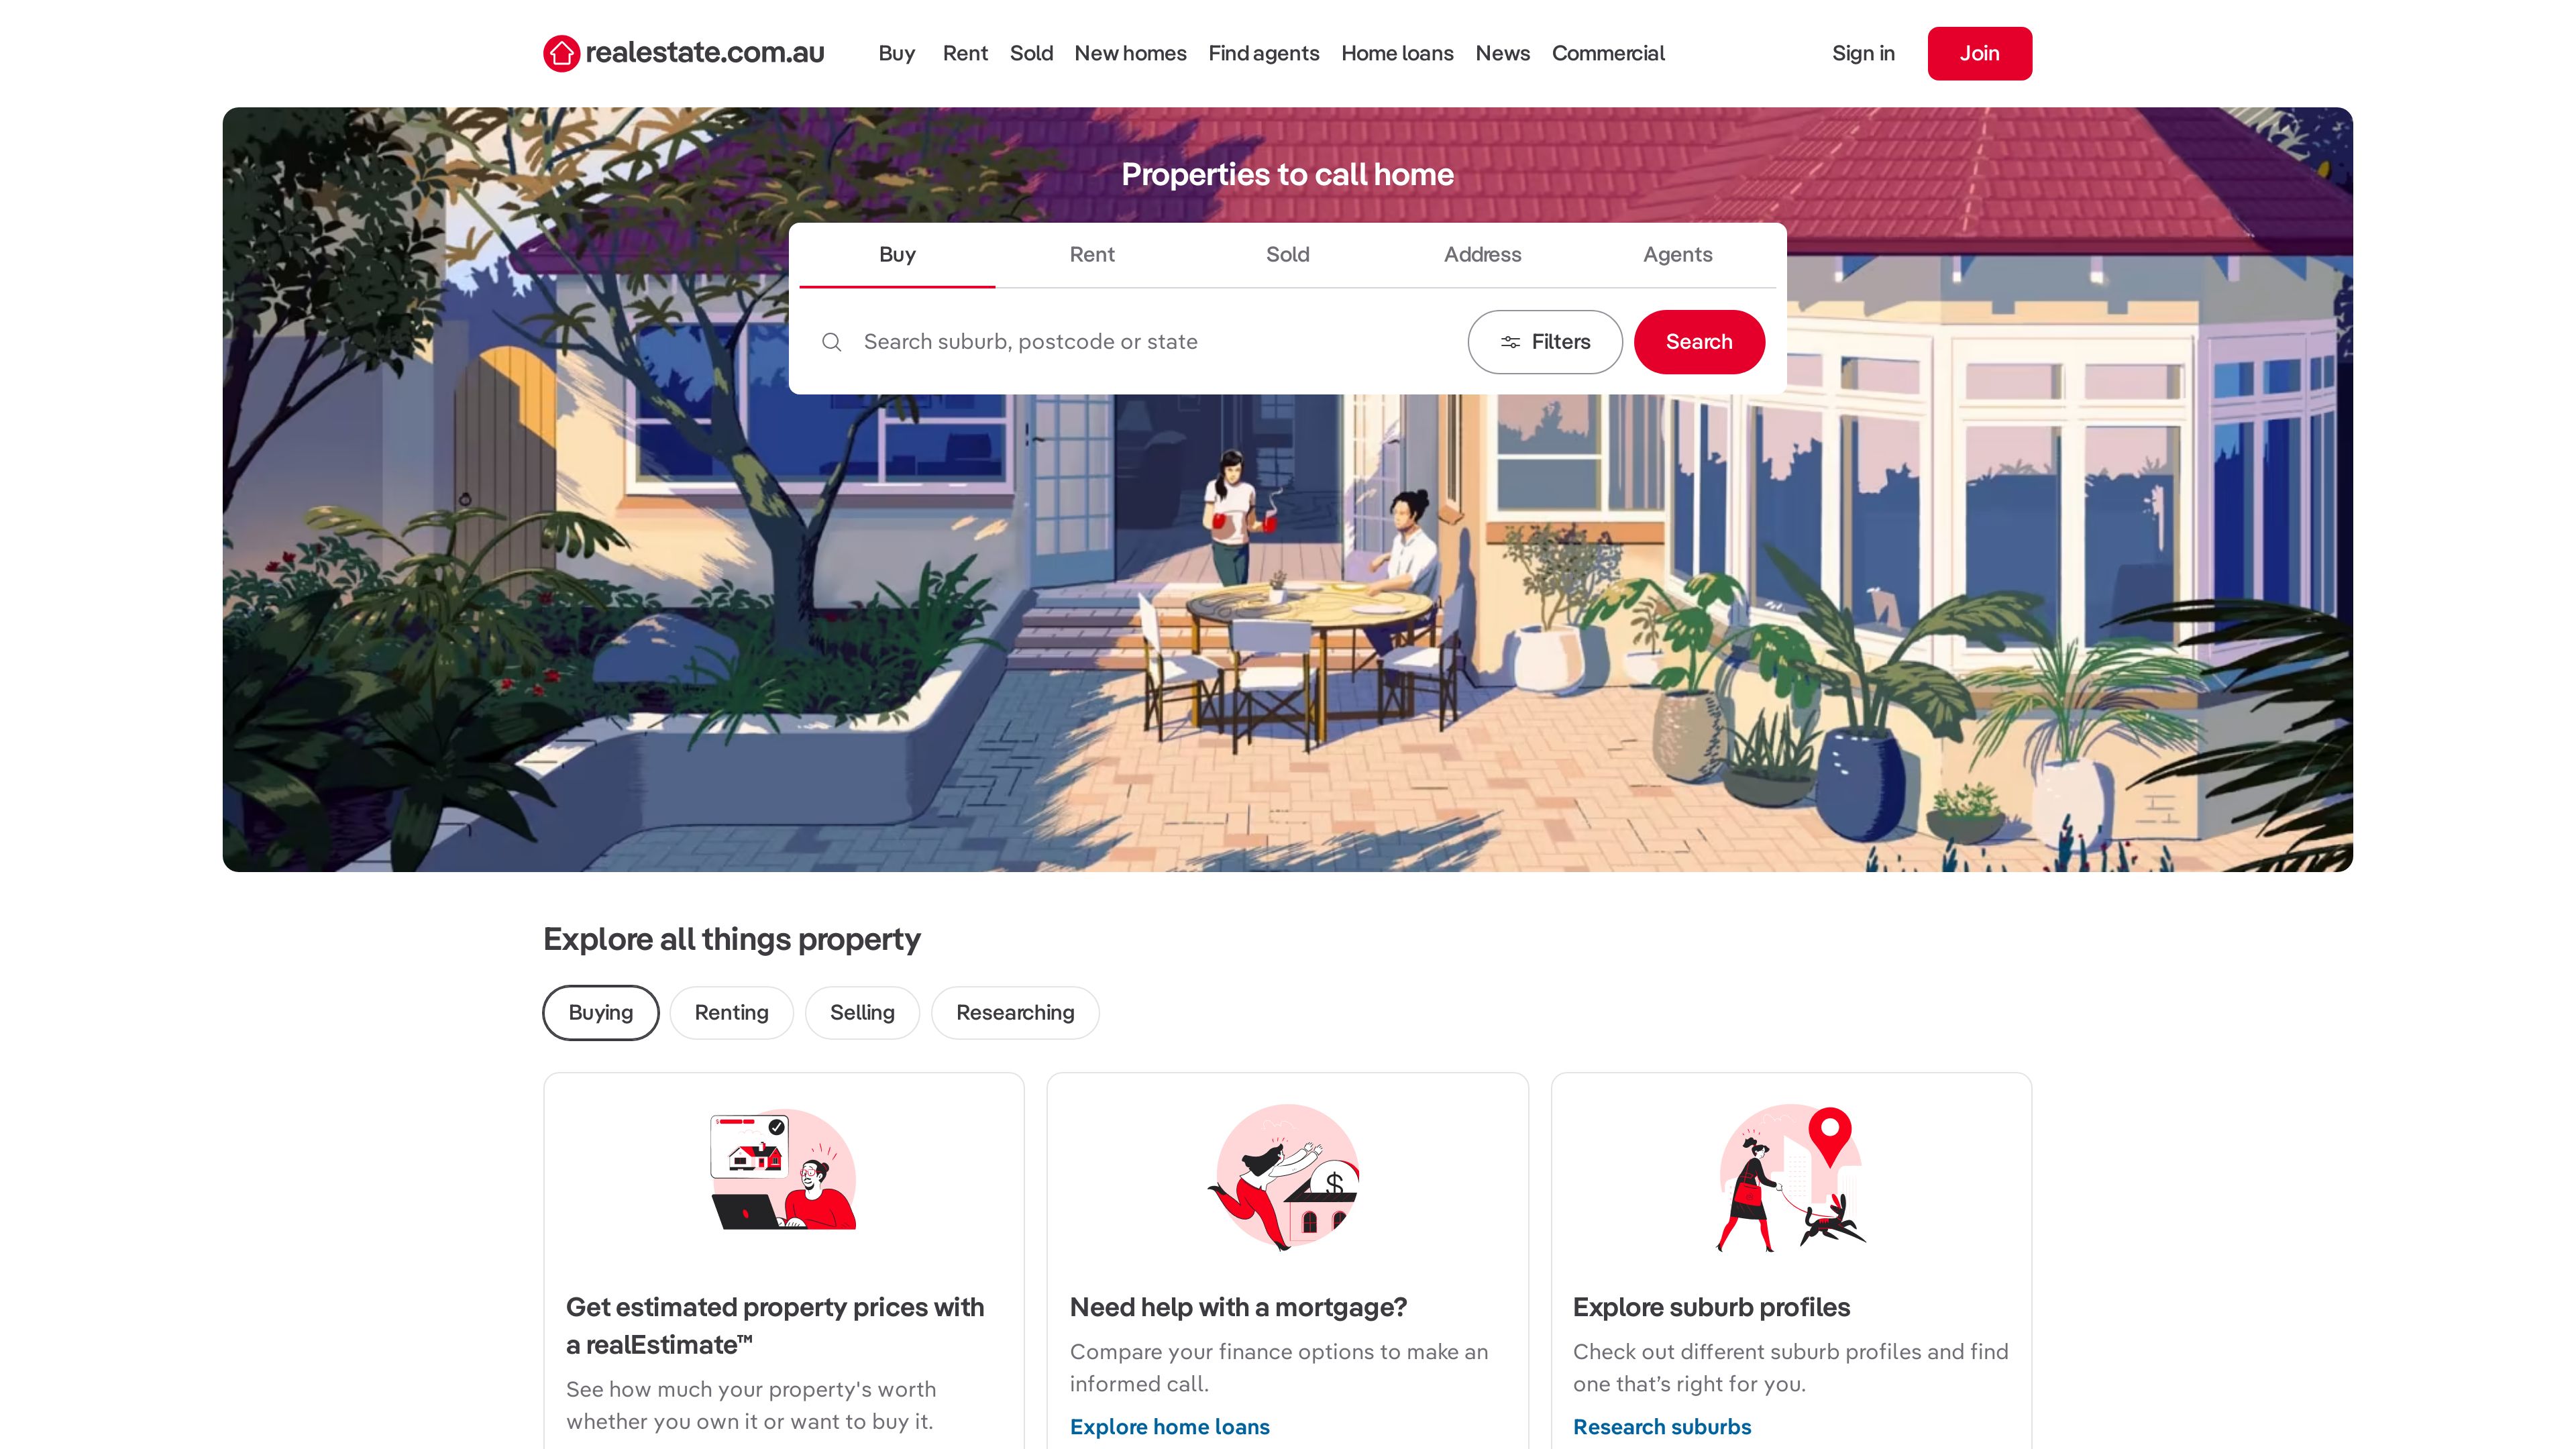 realestate.com.au Buy Rent Sold New homes Find agents Home loans News Commercial Sign in Join
Properties to call home
Buy Rent Sold Address Agents
Search suburb, postcode or state Filters Search
Explore all things property
Buying Renting Selling Researching
$
Get estimated property prices with
a realEstimate™
See how much your property's worth
whether you own it or want to buy it.
Need help with a mortgage?
Compare your finance options to make an
informed call.
Explore home loans
Explore suburb profiles
Check out different suburb profiles and find
one that’s right for you.
Research suburbs